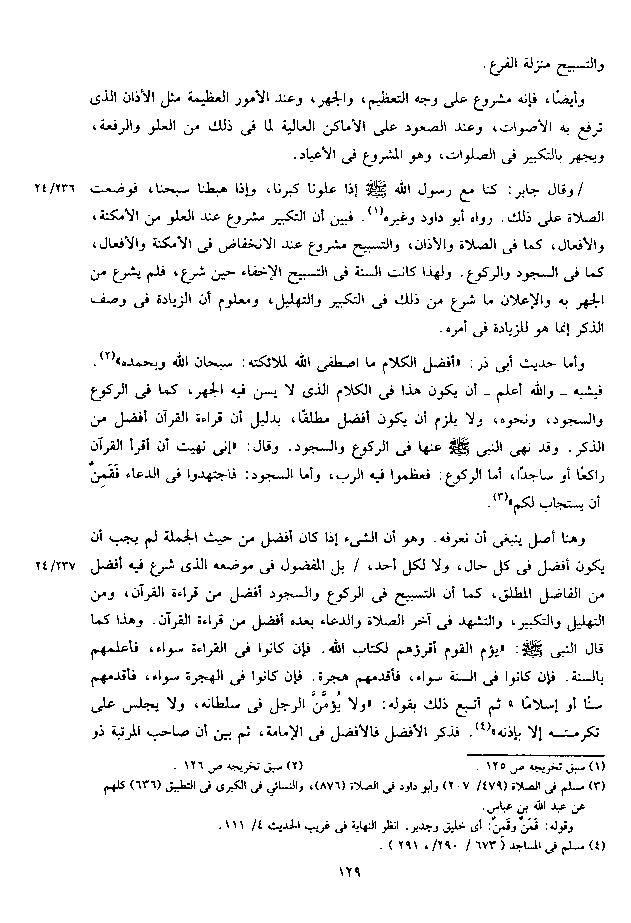 والتسبيح منزلة الفرع .
وأيضًا، فإنه مشروع على وجه التعظيم، والجهر، وعند الأمور العظيمة مثل الأذان الذى
ترفع به الأصوات، وعند الصعود على الأماكن العالية لما فى ذلك من العلو والرفعة،
ويجهر بالتكبير فى الصلوات، وهو المشروع فى الأعياد.
٢٤/٢٣٦ / وقال جابر: كنا مع رسول الله ﷺ إذا علونا كبرنا، وإذا هبطنا سبحنا، فوضعت
الصلاة على ذلك. رواه أبو داود وغيره(١). فبين أن التكبير مشروع عند العلو من الأمكنة،
والأفعال، كما فى الصلاة والأذان، والتسبيح مشروع عند الانخفاض فى الأمكنة والأفعال،
كما فى السجود والركوع. ولهذا كانت السنة فى التسبيح الإخفاء حين شرع، فلم يشرع من
الجهر به والإعلان ما شرع من ذلك فى التكبير والتهليل، ومعلوم أن الزيادة فى وصف
الذكر إنما هو للزيادة فى أمره.
وأما حديث أبى ذر: «أفضل الكلام ما اصطفى الله لملائكته: سبحان الله وبحمده»(٢).
فيشبه ـ والله أعلم ـ أن يكون هذا فى الكلام الذى لا يسن فيه الجهر، كما فى الركوع
والسجود، ونحوه، ولا يلزم أن يكون أفضل مطلقًا، بدليل أن قراءة القرآن أفضل من
الذكر. وقد نهى النبى ﷺ عنها فى الركوع والسجود. وقال: «إنى نهيت أن أقرأ القرآن
راكعًا أو ساجدًا، أما الركوع: فعظموا فيه الرب، وأما السجود: فاجتهدوا فى الدعاء فَقَمِنٌ
أن يستجاب لكم»(٣).
وهنا أصل ينبغى أن نعرفه. وهو أن الشىء إذا كان أفضل من حيث الجملة لم يجب أن
٢٤/٢٣٧ يكون أفضل فى كل حال، ولا لكل أحد، / بل المفضول فى موضعه الذى شرع فيه أفضل
من الفاضل المطلق، كما أن التسبيح فى الركوع والسجود أفضل من قراءة القرآن، ومن
التهليل والتكبير، والتشهد فى آخر الصلاة والدعاء بعده أفضل من قراءة القرآن. وهذا كما
قال النبى ﷺ: «يؤم القوم أقرؤهم لكتاب الله. فإن كانوا فى القراءة سواء، فأعلمهم
بالسنة. فإن كانوا فى السنة سواء، فأقدمهم هجرة. فإن كانوا فى الهجرة سواء، فأقدمهم
سنًا أو إسلامًا » ثم أتبع ذلك بقوله: «ولا يُؤمَّنَّ الرجل فى سلطانه، ولا يجلس على
تكرمتـه إلا بإذنه»(٤). فذكر الأفضل فالأفضل فى الإمامة، ثم بين أن صاحب المرتبة ذو
(١) سبق تخريجه ص ١٢٥ . (٢) سبق تخريجه ص ١٢٦ .
(٣) مسلم فى الصلاة (٤٧٩/ ٢٠٧) وأبو داود فى الصلاة (٨٧٦)، والنسائي فى الكبرى فى التطبيق (٦٣٦) كلهم
عن عبد الله بن عباس.
وقوله: قَمَنٌ وقَمِنٌ: أى خليق وجدير. انظر النهاية فى غريب الحديث ٤/ ١١١.
(٤) مسلم فى المساجد ( ٦٧٣ / ٢٩٠/ ، ٢٩١ ) .
١٢٩